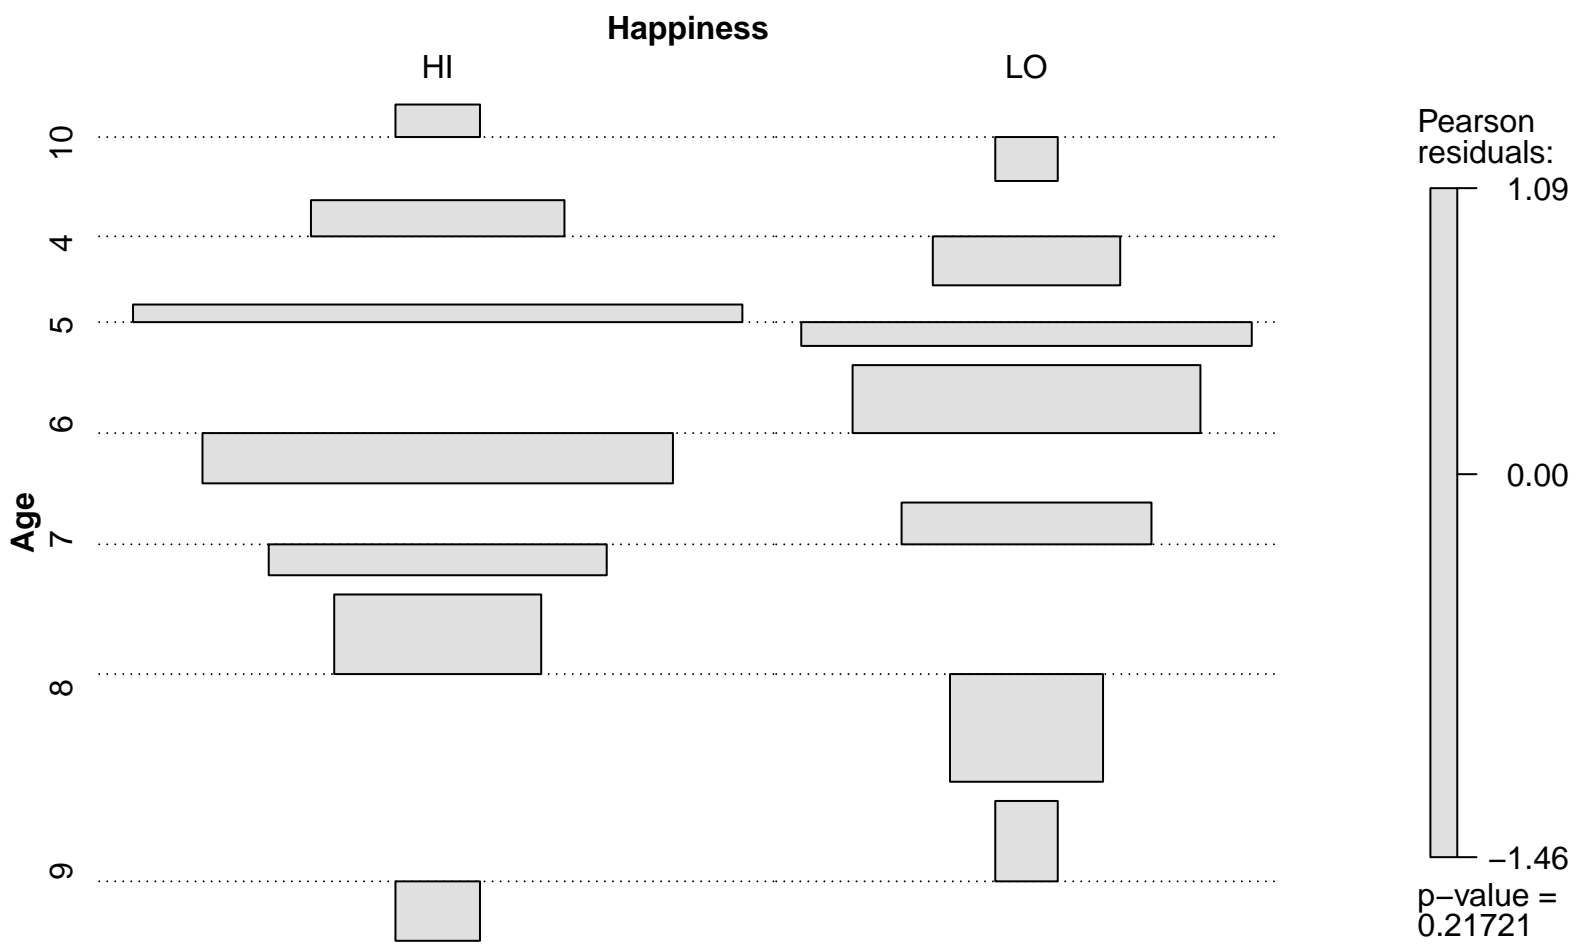 Happiness
HI
LO
Age
10
4
5
6
7
8
9
Pearson
residuals:
1.09
0.00
−1.46
p−value =
0.21721